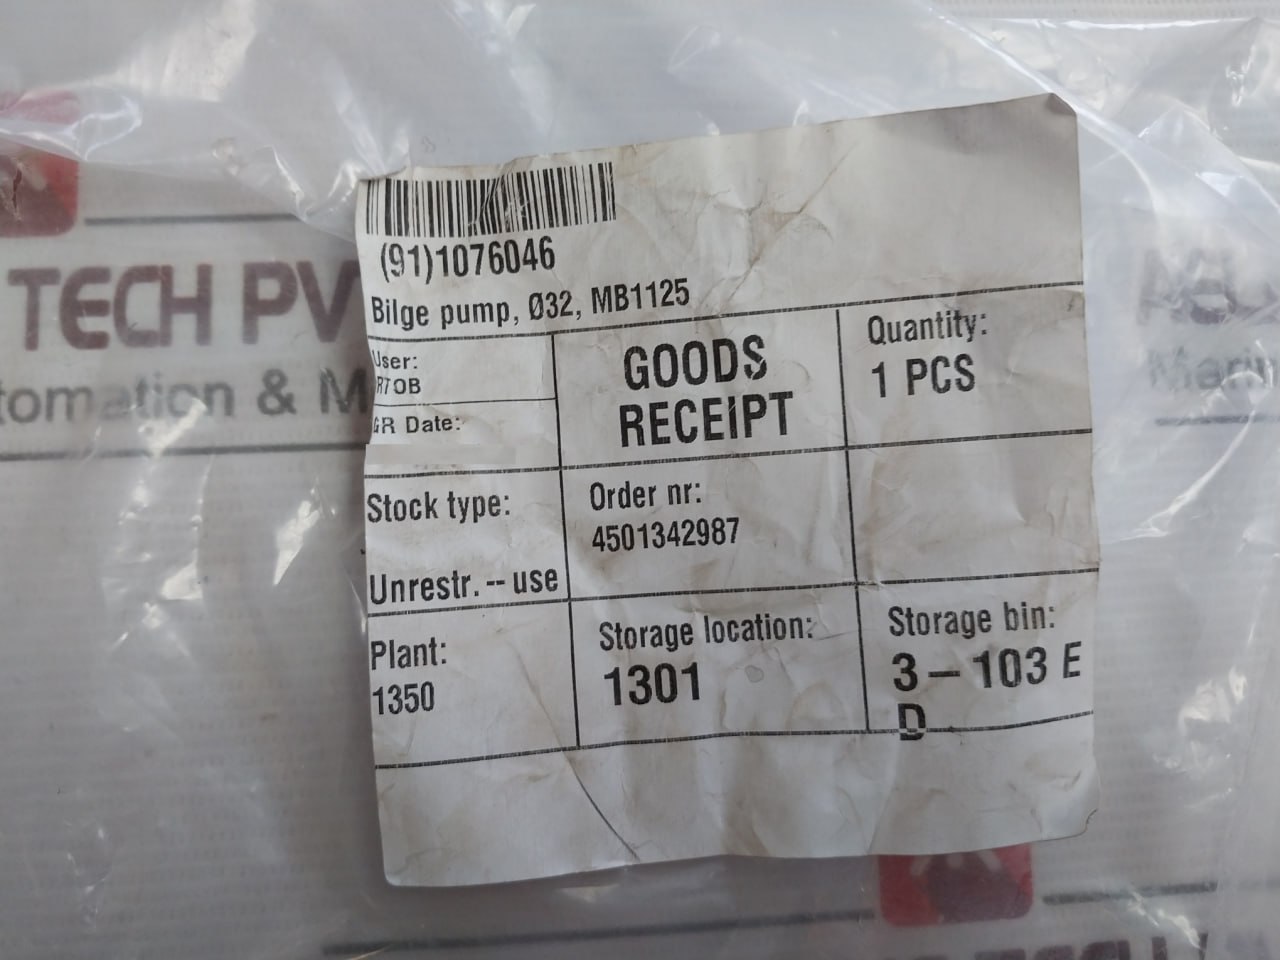 (91)1076046
Bilge pump, Ø32, MB1125
User:
R7OB
GR Date:
GOODS
RECEIPT
Quantity:
1 PCS
Stock type:
Unrestr. -- use
Order nr:
4501342987
Plant:
1350
Storage location:
1301
Storage bin:
3 – 103 E
D
TECH PV
tomation & M